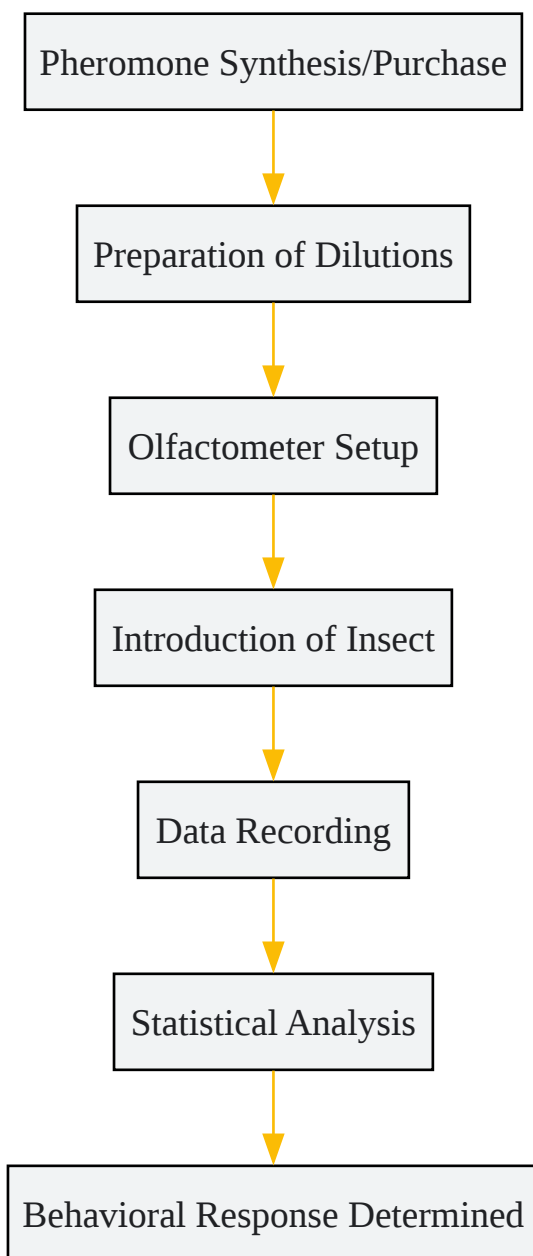 Pheromone Synthesis/Purchase
Preparation of Dilutions
Olfactometer Setup
Introduction of Insect
Data Recording
Statistical Analysis
Behavioral Response Determined